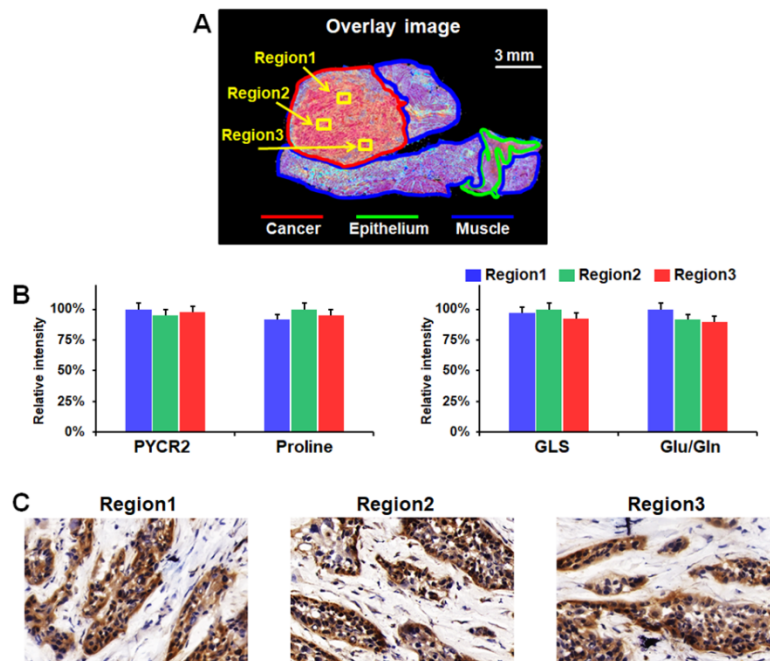 A
Overlay image
3 mm
Region1
Region2
Region3
Cancer Epithelium Muscle
B
Region1 Region2 Region3
Relative intensity
100%
75%
50%
25%
0%
PYCR2 Proline
Relative intensity
100%
75%
50%
25%
0%
GLS Glu/Gln
C
Region1 Region2 Region3